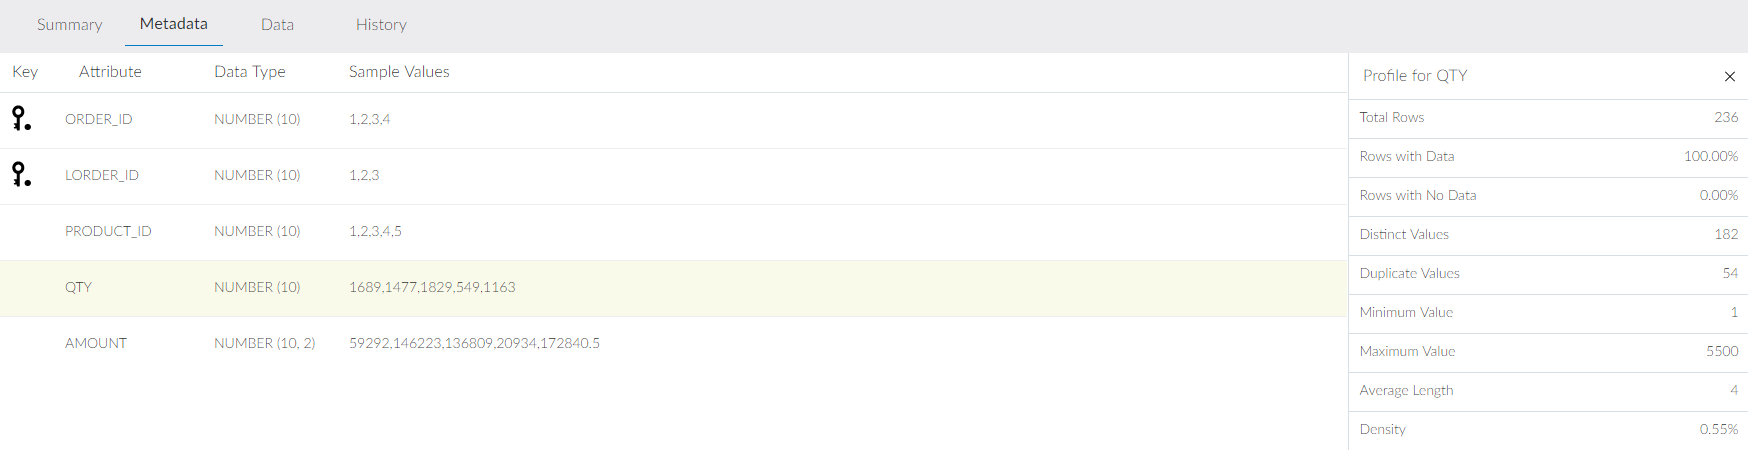 Summary Metadata Data History
Key Attribute Data Type Sample Values
ORDER_ID NUMBER (10) 1,2,3,4
LORDER_ID NUMBER (10) 1,2,3
PRODUCT_ID NUMBER (10) 1,2,3,4,5
QTY NUMBER (10) 1689,1477,1829,549,1163
AMOUNT NUMBER (10, 2) 59292,146223,136809,20934,172840.5
Profile for QTY ×
Total Rows 236
Rows with Data 100.00%
Rows with No Data 0.00%
Distinct Values 182
Duplicate Values 54
Minimum Value 1
Maximum Value 5500
Average Length 4
Density 0.55%